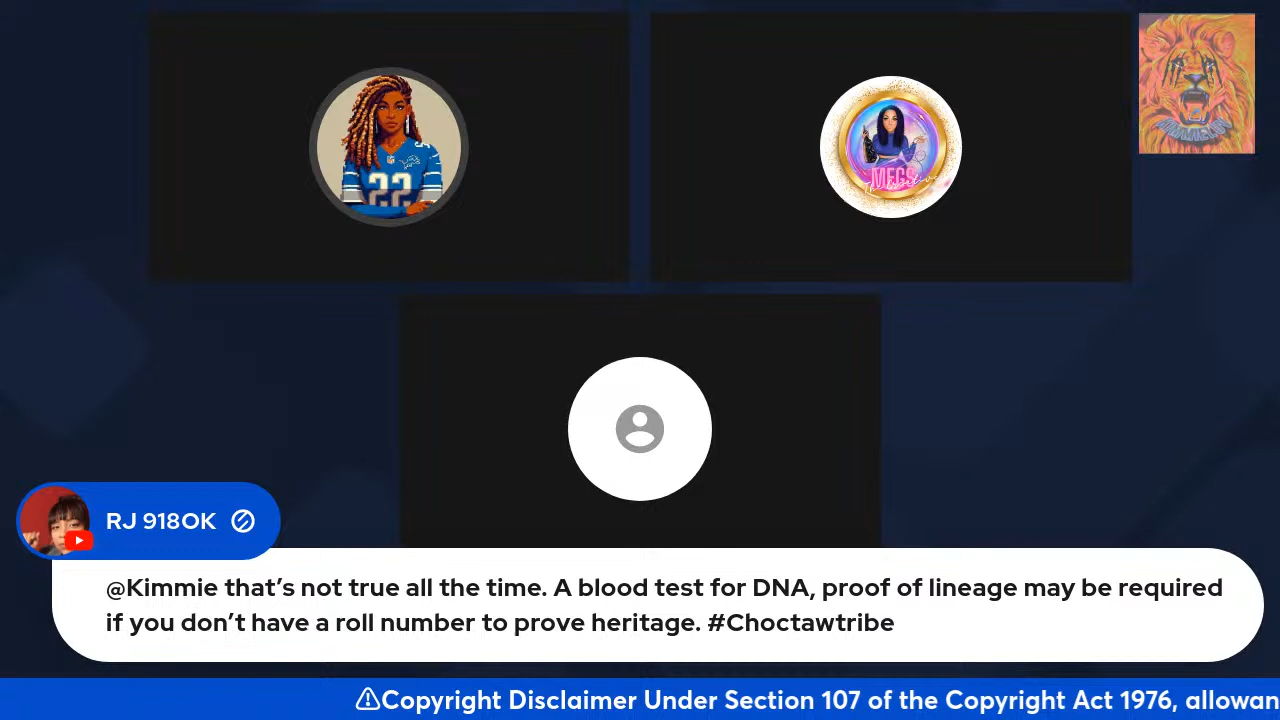 22
MEGS
RJ 918OK
@Kimmie that's not true all the time. A blood test for DNA, proof of lineage may be required
if you don't have a roll number to prove heritage. #Choctawtribe
⚠Copyright Disclaimer Under Section 107 of the Copyright Act 1976, allowan